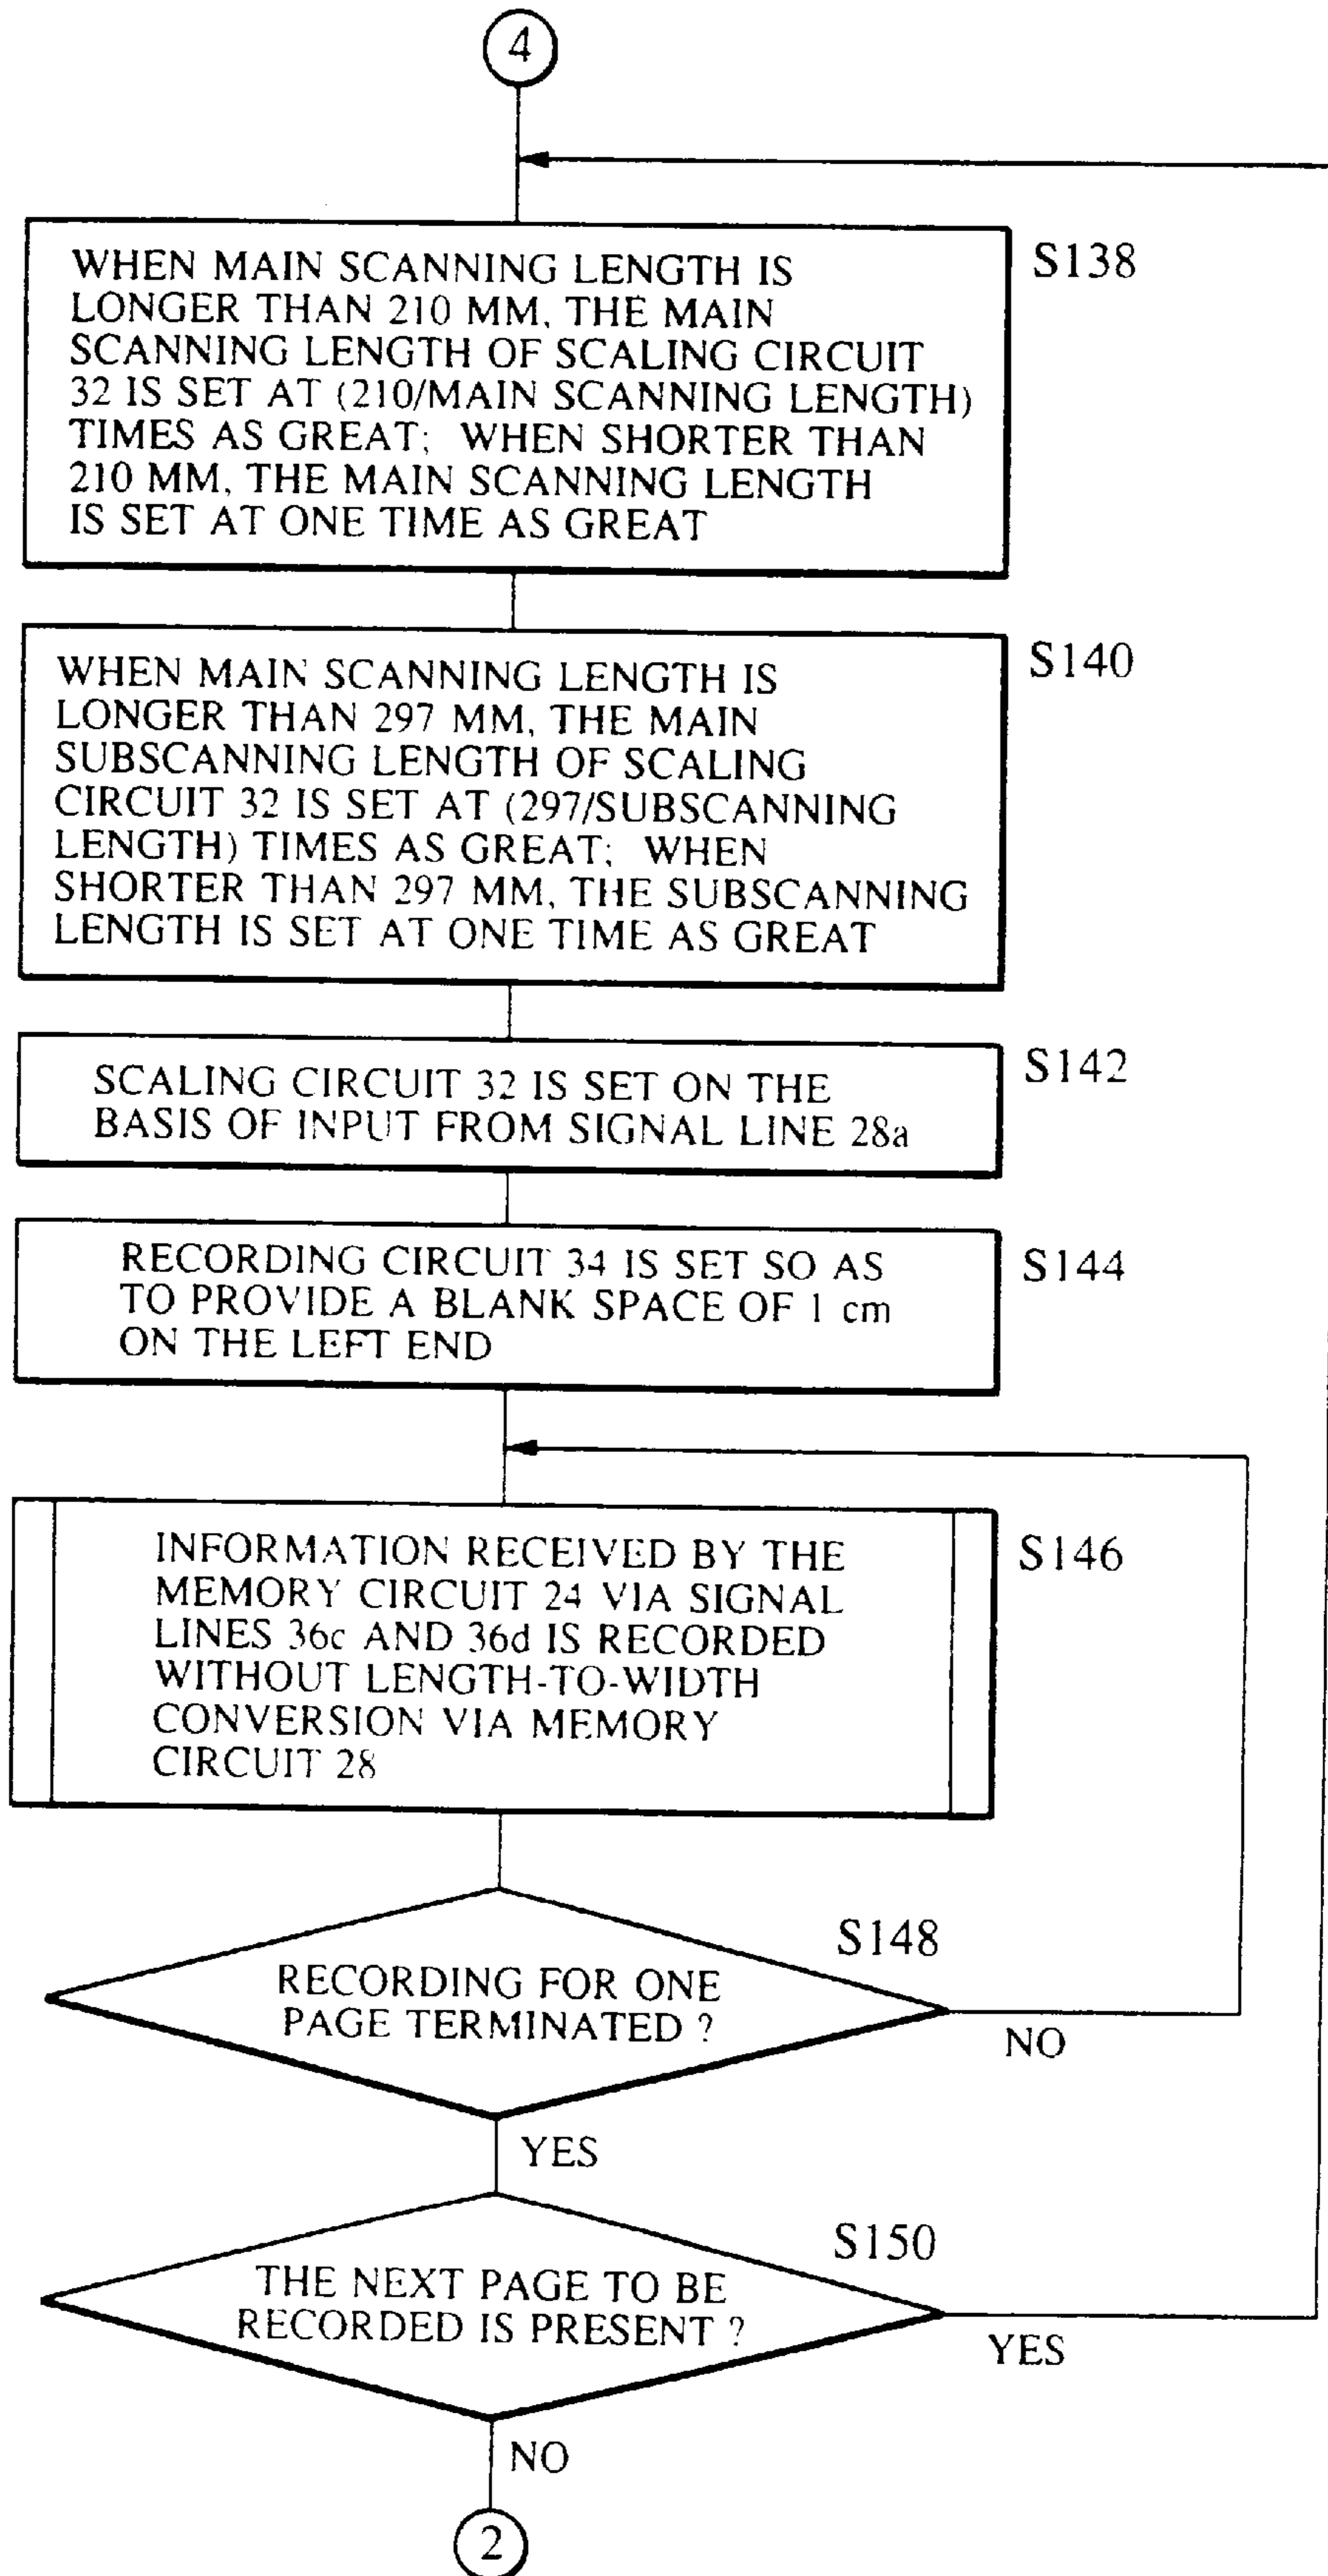 4
WHEN MAIN SCANNING LENGTH IS
LONGER THAN 210 MM, THE MAIN
SCANNING LENGTH OF SCALING CIRCUIT
32 IS SET AT (210/MAIN SCANNING LENGTH)
TIMES AS GREAT; WHEN SHORTER THAN
210 MM, THE MAIN SCANNING LENGTH
IS SET AT ONE TIME AS GREAT
S138
WHEN MAIN SCANNING LENGTH IS
LONGER THAN 297 MM, THE MAIN
SUBSCANNING LENGTH OF SCALING
CIRCUIT 32 IS SET AT (297/SUBSCANNING
LENGTH) TIMES AS GREAT; WHEN
SHORTER THAN 297 MM, THE SUBSCANNING
LENGTH IS SET AT ONE TIME AS GREAT
S140
SCALING CIRCUIT 32 IS SET ON THE
BASIS OF INPUT FROM SIGNAL LINE 28a
S142
RECORDING CIRCUIT 34 IS SET SO AS
TO PROVIDE A BLANK SPACE OF 1 cm
ON THE LEFT END
S144
INFORMATION RECEIVED BY THE
MEMORY CIRCUIT 24 VIA SIGNAL
LINES 36c AND 36d IS RECORDED
WITHOUT LENGTH-TO-WIDTH
CONVERSION VIA MEMORY
CIRCUIT 28
S146
S148
RECORDING FOR ONE
PAGE TERMINATED ?
NO
YES
S150
THE NEXT PAGE TO BE
RECORDED IS PRESENT ?
YES
NO
2